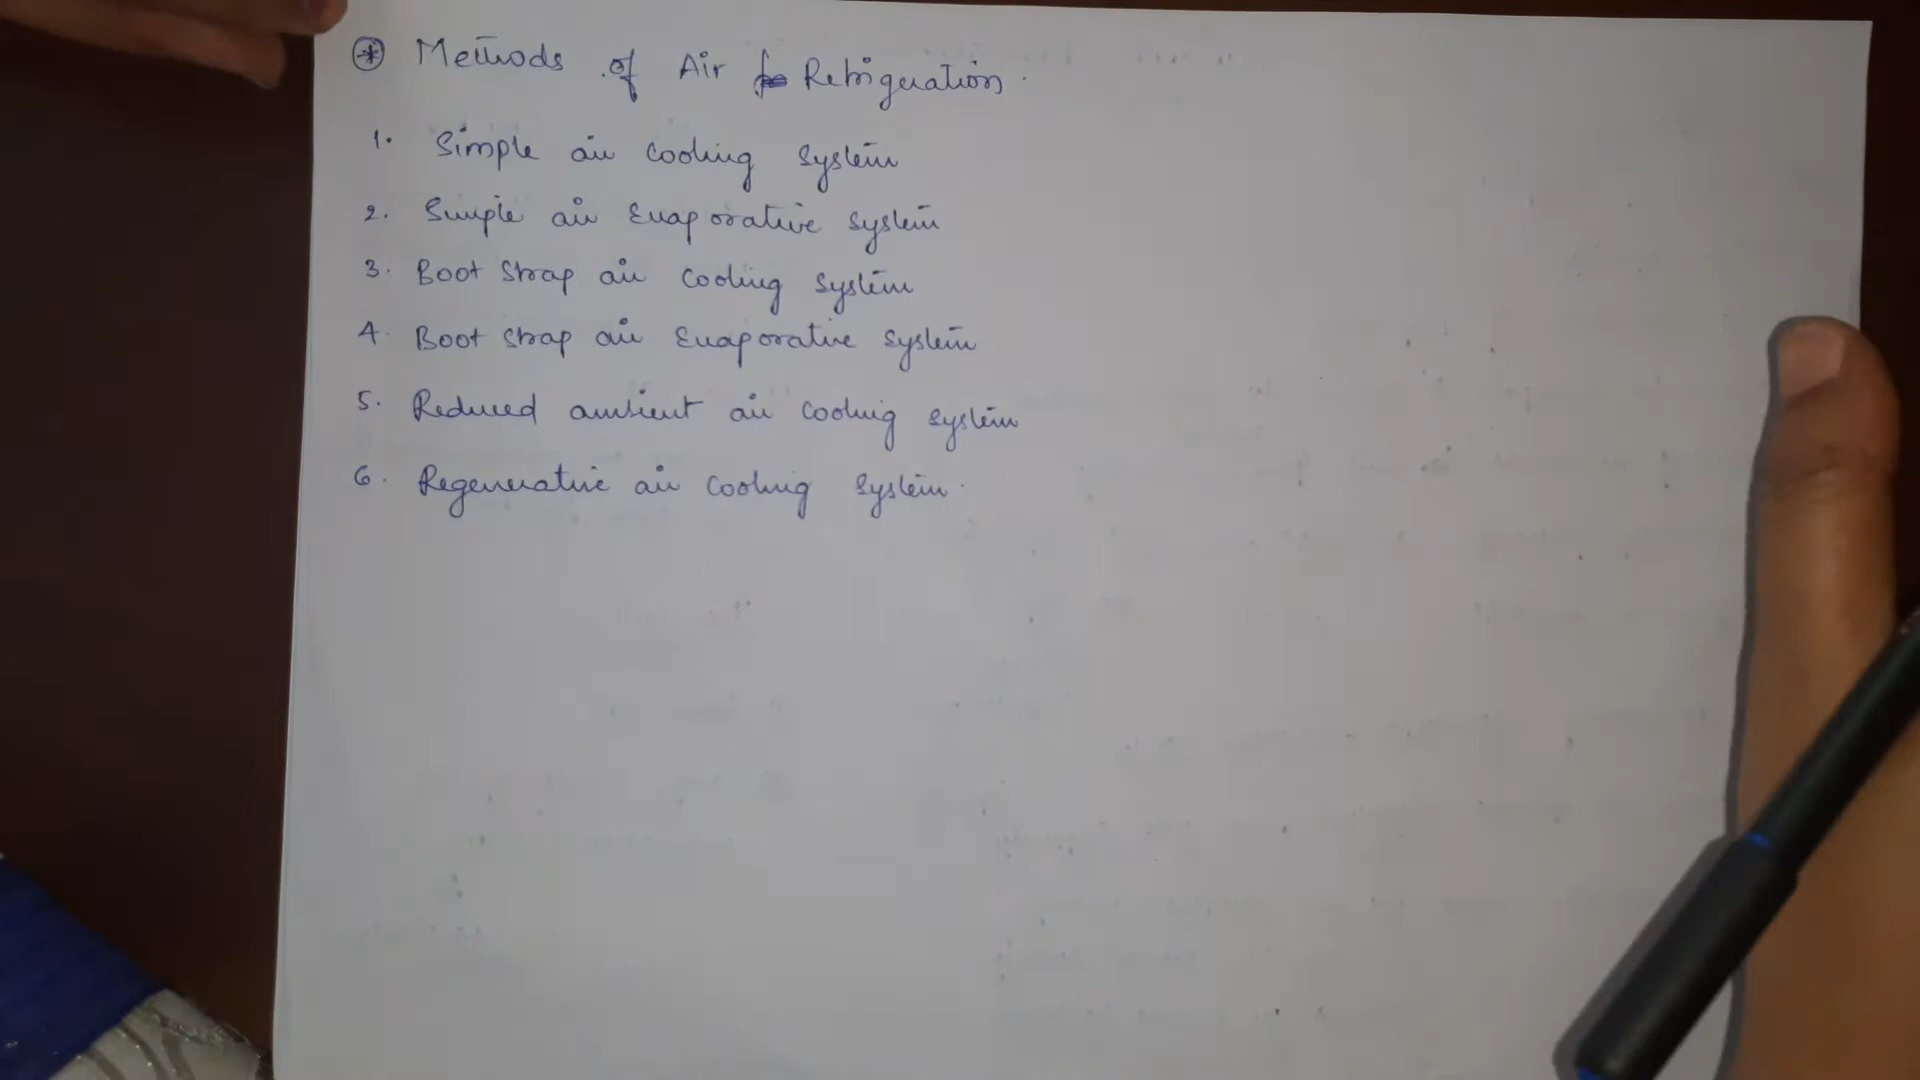 * Methods of Air Refrigeration.
1. Simple air cooling system
2. Simple air Evaporative system
3. Boot strap air cooling system
4. Boot strap air Evaporative system
5. Reduced ambient air cooling system
6. Regenerative air cooling system.